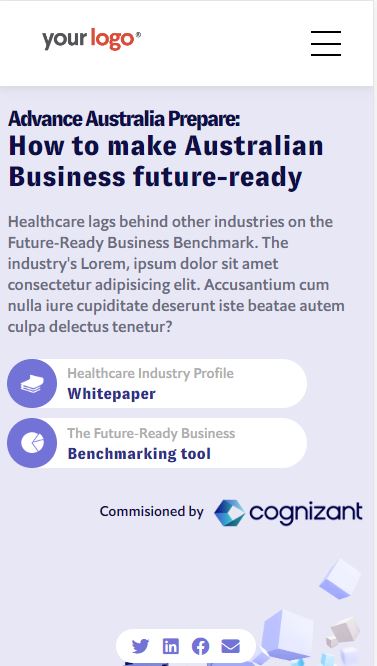 your logo®
Advance Australia Prepare:
How to make Australian
Business future-ready
Healthcare lags behind other industries on the
Future-Ready Business Benchmark. The
industry's Lorem, ipsum dolor sit amet
consectetur adipisicing elit. Accusantium cum
nulla iure cupiditate deserunt iste beatae autem
culpa delectus tenetur?
Healthcare Industry Profile
Whitepaper
The Future-Ready Business
Benchmarking tool
Commisioned by cognizant